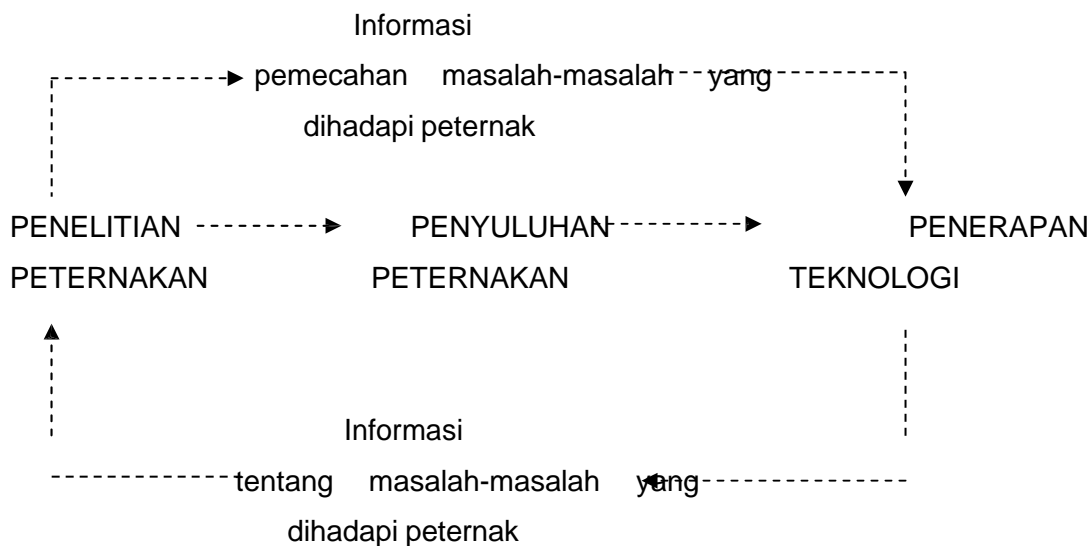 Informasi
pemecahan masalah-masalah yang
dihadapi peternak
PENELITIAN PENYULUHAN PENERAPAN
PETERNAKAN PETERNAKAN TEKNOLOGI
Informasi
tentang masalah-masalah yang
dihadapi peternak